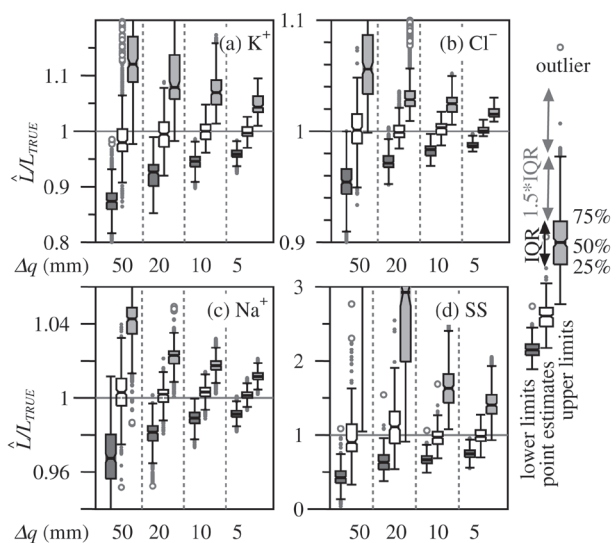 (a) K⁺
(b) Cl⁻
1.1
1
0.9
0.8
1.1
1
0.9
L̂/L_TRUE
Δq (mm)
50
20
10
5
50
20
10
5
(c) Na⁺
(d) SS
1.04
1
0.96
3
2
1
0
L̂/L_TRUE
Δq (mm)
50
20
10
5
50
20
10
5
outlier
1.5*IQR
IQR
75%
50%
25%
lower limits
point estimates
upper limits